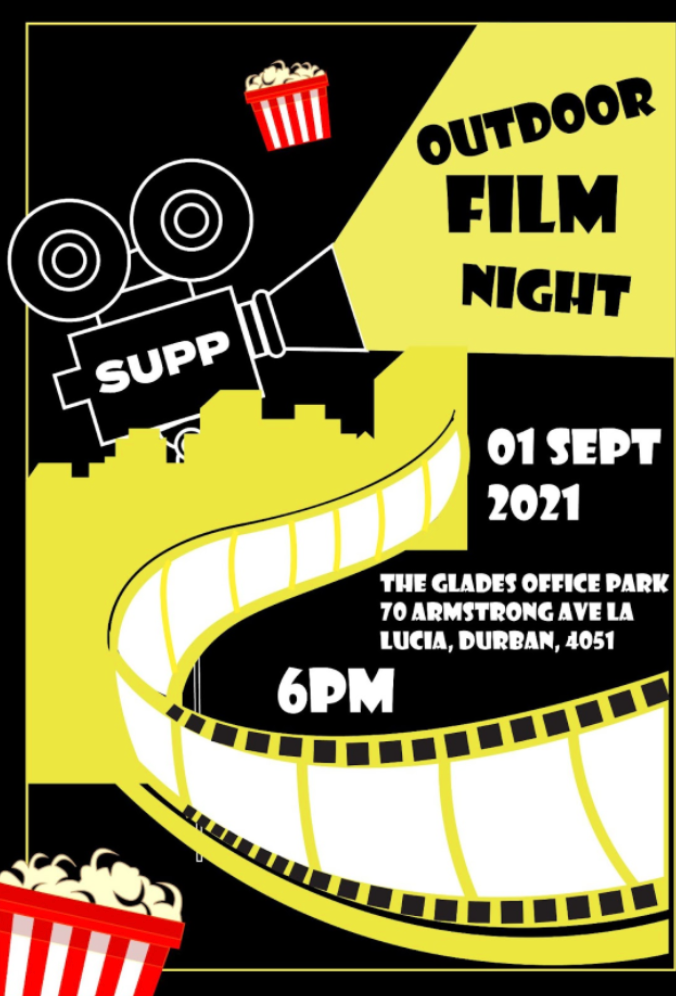 OUTDOOR
FILM
NIGHT
SUPP
01 SEPT
2021
THE GLADES OFFICE PARK
70 ARMSTRONG AVE LA
LUCIA, DURBAN, 4051
6PM